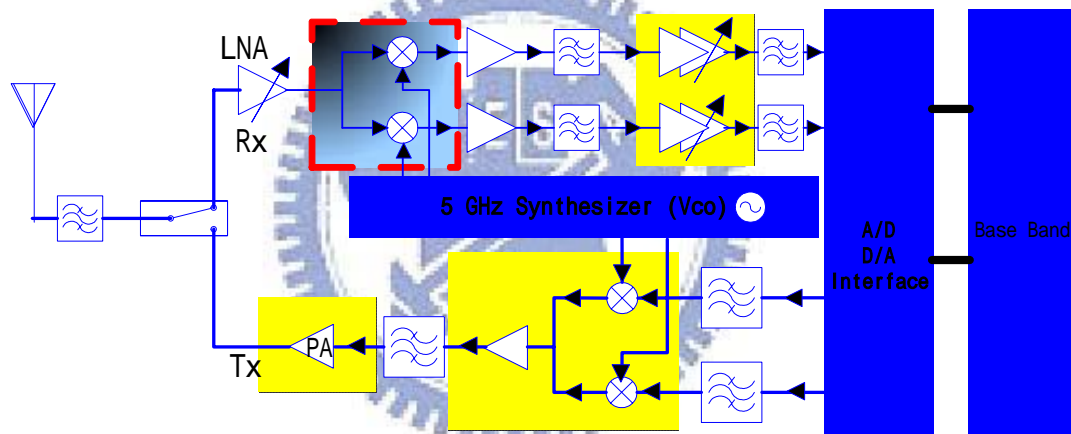 LNA
Rx
5 GHz Synthesizer (Vco)
A/D
D/A
Interface
Base Band
PA
Tx